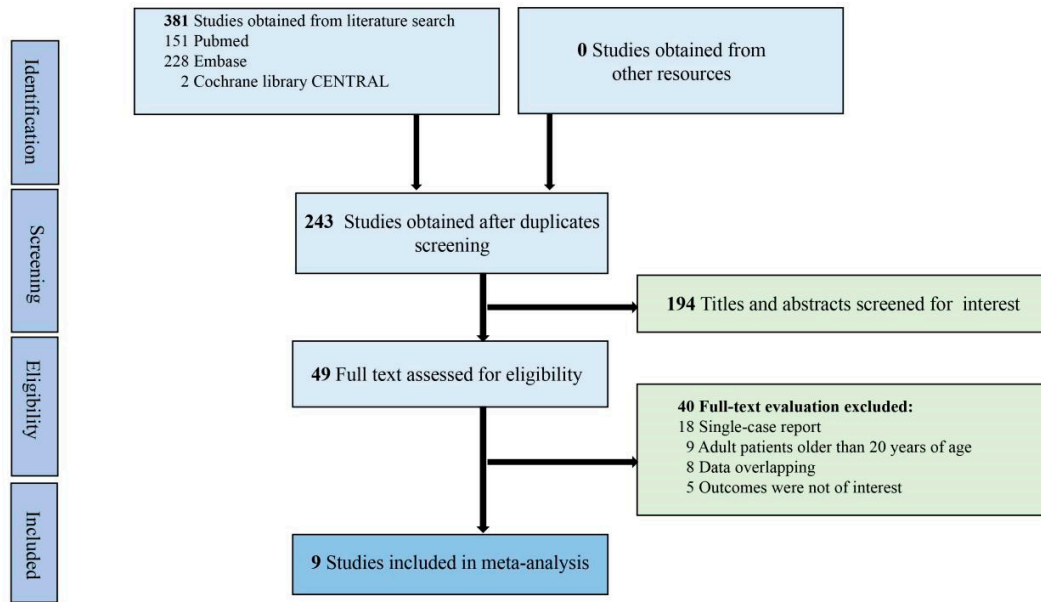 381 Studies obtained from literature search
151 Pubmed
228 Embase
2 Cochrane library CENTRAL
0 Studies obtained from
other resources
Identification
243 Studies obtained after duplicates
screening
Screening
194 Titles and abstracts screened for interest
49 Full text assessed for eligibility
Eligibility
40 Full-text evaluation excluded:
18 Single-case report
9 Adult patients older than 20 years of age
8 Data overlapping
5 Outcomes were not of interest
Included
9 Studies included in meta-analysis